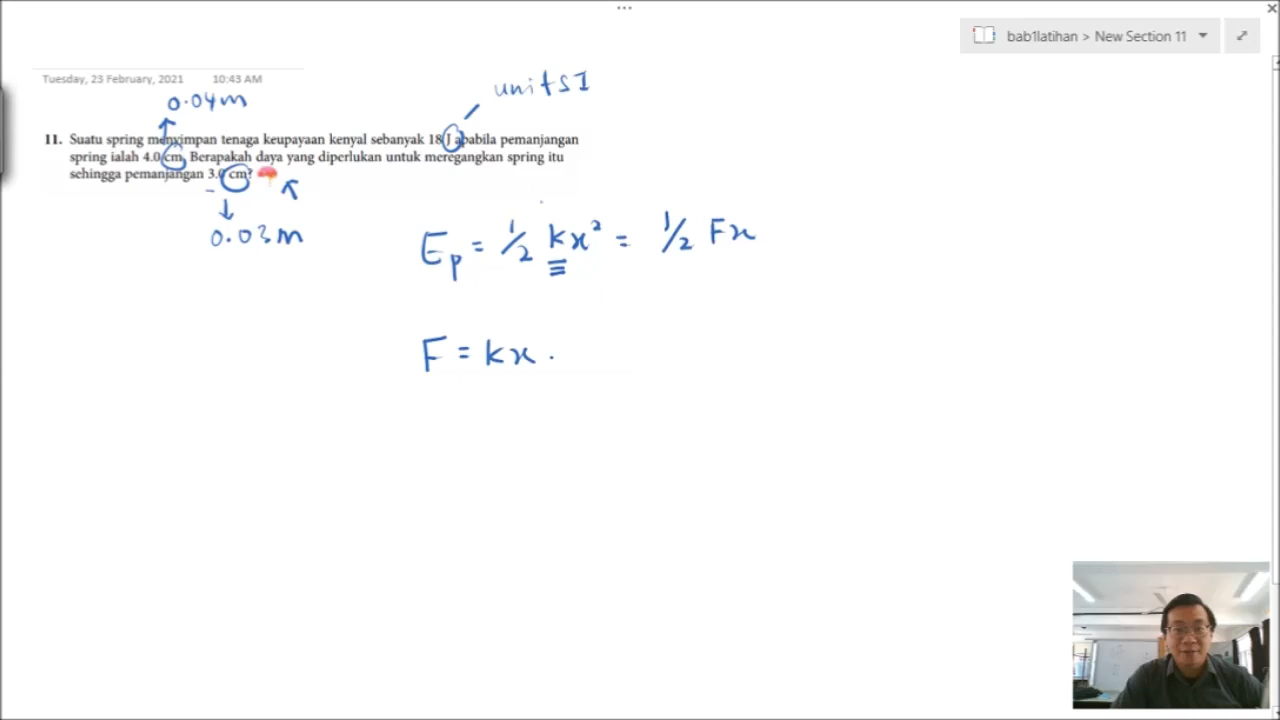 bab1latihan > New Section 11
Tuesday, 23 February, 2021 10:43 AM
unit SI
0.04m
11. Suatu spring menyimpan tenaga keupayaan kenyal sebanyak 18 J apabila pemanjangan
spring ialah 4.0 cm. Berapakah daya yang diperlukan untuk meregangkan spring itu
sehingga pemanjangan 3.0 cm?
0.03m
Ep = 1/2 kx² = 1/2 Fx
F = kx.